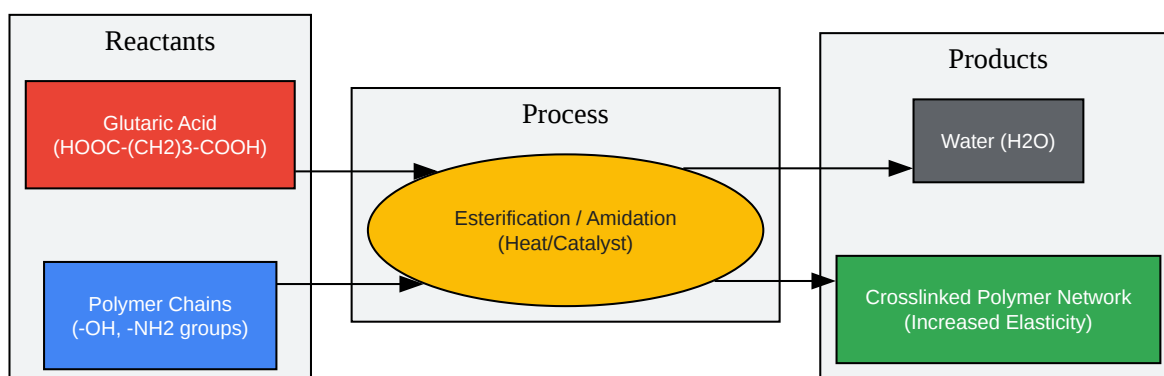 Reactants
Glutaric Acid
(HOOC-(CH2)3-COOH)
Polymer Chains
(-OH, -NH2 groups)
Process
Esterification / Amidation
(Heat/Catalyst)
Products
Water (H2O)
Crosslinked Polymer Network
(Increased Elasticity)